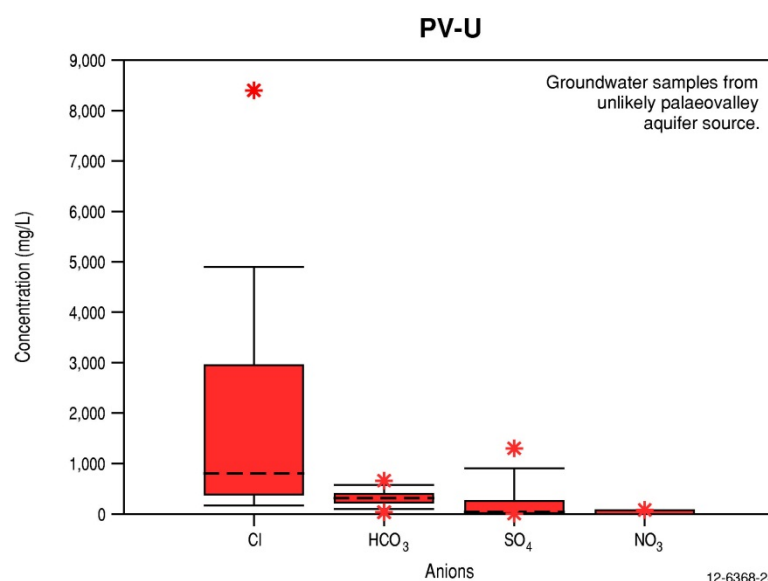 PV-U
9,000
8,000
7,000
6,000
5,000
4,000
3,000
2,000
1,000
0
Concentration (mg/L)
Groundwater samples from
unlikely palaeovalley
aquifer source.
Cl
HCO₃
SO₄
NO₃
Anions
12-6368-2